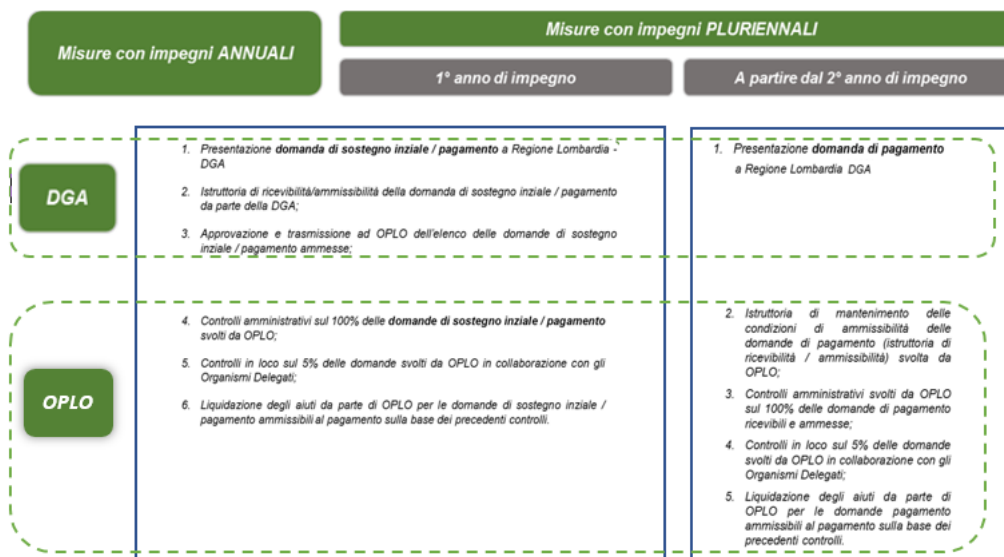 Misure con impegni ANNUALI
Misure con impegni PLURIENNALI
1° anno di impegno
A partire dal 2° anno di impegno
DGA
1. Presentazione domanda di sostegno inziale / pagamento a Regione Lombardia -
DGA
2. Istruttoria di ricevibilità/ammissibilità della domanda di sostegno inziale / pagamento
da parte della DGA;
3. Approvazione e trasmissione ad OPLO dell'elenco delle domande di sostegno
inziale / pagamento ammesse;
1. Presentazione domanda di pagamento
a Regione Lombardia DGA
OPLO
4. Controlli amministrativi sul 100% delle domande di sostegno inziale / pagamento
svolti da OPLO;
5. Controlli in loco sul 5% delle domande svolti da OPLO in collaborazione con gli
Organismi Delegati;
6. Liquidazione degli aiuti da parte di OPLO per le domande di sostegno inziale /
pagamento ammissibili al pagamento sulla base dei precedenti controlli.
2. Istruttoria di mantenimento delle
condizioni di ammissibilità delle
domande di pagamento (istruttoria di
ricevibilità / ammissibilità) svolta da
OPLO;
3. Controlli amministrativi svolti da OPLO
sul 100% delle domande di pagamento
ricevibili e ammesse;
4. Controlli in loco sul 5% delle domande
svolti da OPLO in collaborazione con gli
Organismi Delegati;
5. Liquidazione degli aiuti da parte di
OPLO per le domande pagamento
ammissibili al pagamento sulla base dei
precedenti controlli.